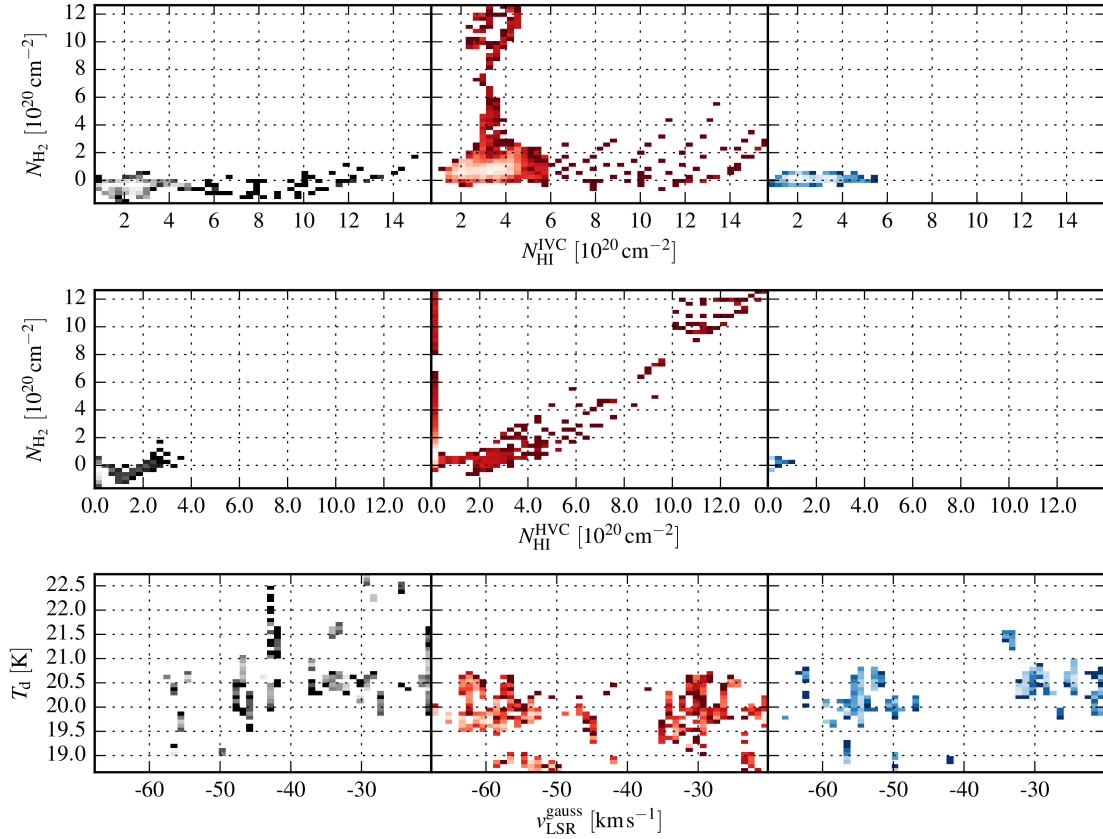 12
10
8
6
4
2
0
N_H2 [10^20 cm^−2]
2 4 6 8 10 12 14 2 4 6 8 10 12 14 2 4 6 8 10 12 14
N_HI^IVC [10^20 cm^−2]
12
10
8
6
4
2
0
N_H2 [10^20 cm^−2]
0.0 2.0 4.0 6.0 8.0 10.0 12.0 0.0 2.0 4.0 6.0 8.0 10.0 12.0 0.0 2.0 4.0 6.0 8.0 10.0 12.0
N_HI^HVC [10^20 cm^−2]
22.5
22.0
21.5
21.0
20.5
20.0
19.5
19.0
T_d [K]
-60 -50 -40 -30 -60 -50 -40 -30 -60 -50 -40 -30
v_LSR^gauss [km s^−1]